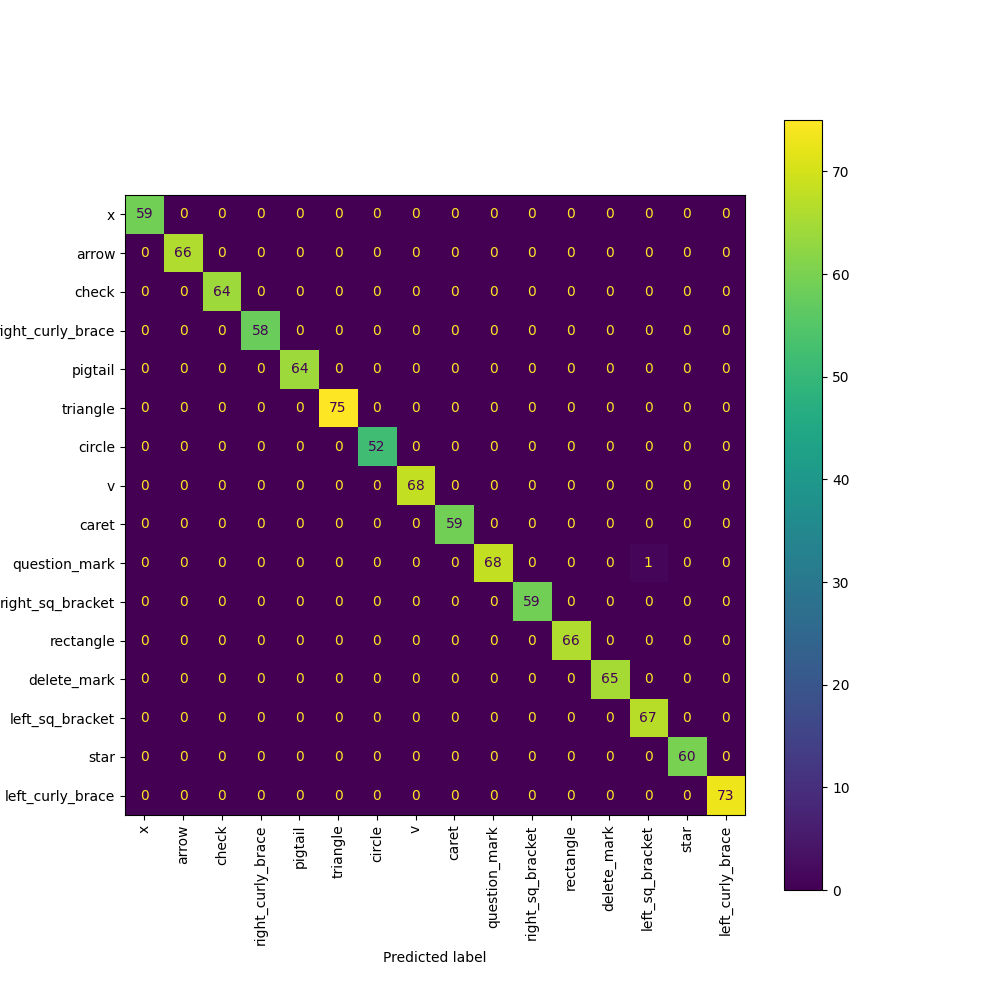 x 59 0 0 0 0 0 0 0 0 0 0 0 0 0 0 0
arrow 0 66 0 0 0 0 0 0 0 0 0 0 0 0 0 0
check 0 0 64 0 0 0 0 0 0 0 0 0 0 0 0 0
ight_curly_brace 0 0 0 58 0 0 0 0 0 0 0 0 0 0 0 0
pigtail 0 0 0 0 64 0 0 0 0 0 0 0 0 0 0 0
triangle 0 0 0 0 0 75 0 0 0 0 0 0 0 0 0 0
circle 0 0 0 0 0 0 52 0 0 0 0 0 0 0 0 0
v 0 0 0 0 0 0 0 68 0 0 0 0 0 0 0 0
caret 0 0 0 0 0 0 0 0 59 0 0 0 0 0 0 0
question_mark 0 0 0 0 0 0 0 0 0 68 0 0 0 1 0 0
right_sq_bracket 0 0 0 0 0 0 0 0 0 0 59 0 0 0 0 0
rectangle 0 0 0 0 0 0 0 0 0 0 0 66 0 0 0 0
delete_mark 0 0 0 0 0 0 0 0 0 0 0 0 65 0 0 0
left_sq_bracket 0 0 0 0 0 0 0 0 0 0 0 0 0 67 0 0
star 0 0 0 0 0 0 0 0 0 0 0 0 0 0 60 0
left_curly_brace 0 0 0 0 0 0 0 0 0 0 0 0 0 0 0 73
x arrow check right_curly_brace pigtail triangle circle v caret question_mark right_sq_bracket rectangle delete_mark left_sq_bracket star left_curly_brace
Predicted label
70
60
50
40
30
20
10
0